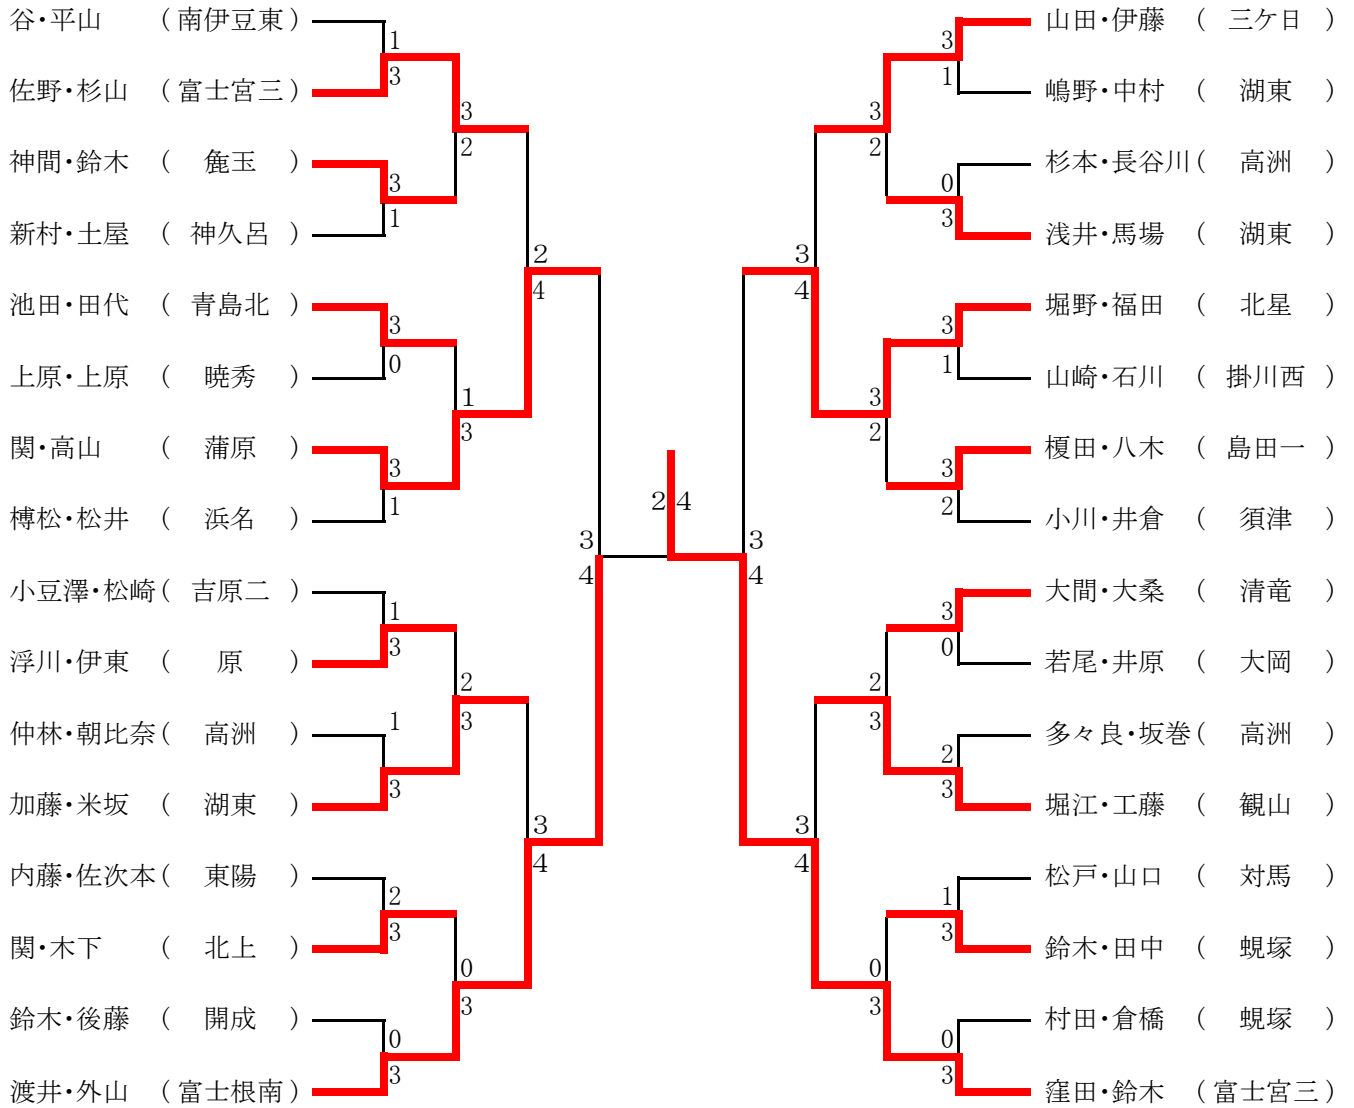 谷・平山 （南伊豆東）
1
3
佐野・杉山 （富士宮三）
3
2
神間・鈴木 （ 麁玉 ）
3
1
新村・土屋 （ 神久呂 ）
2
4
池田・田代 （ 青島北 ）
3
0
上原・上原 （ 暁秀 ）
1
3
関・高山 （ 蒲原 ）
3
1
榑松・松井 （ 浜名 ）
3
4
小豆澤・松崎（ 吉原二 ）
1
3
浮川・伊東 （ 原 ）
2
3
仲林・朝比奈（ 高洲 ）
1
3
加藤・米坂 （ 湖東 ）
3
4
内藤・佐次本（ 東陽 ）
2
3
関・木下 （ 北上 ）
0
3
鈴木・後藤 （ 開成 ）
0
3
渡井・外山 （富士根南）
2 4
山田・伊藤 （ 三ケ日 ）
3
1
嶋野・中村 （ 湖東 ）
3
2
杉本・長谷川（ 高洲 ）
0
3
浅井・馬場 （ 湖東 ）
3
4
堀野・福田 （ 北星 ）
3
1
山崎・石川 （ 掛川西 ）
3
2
榎田・八木 （ 島田一 ）
3
2
小川・井倉 （ 須津 ）
3
4
大間・大桑 （ 清竜 ）
3
0
若尾・井原 （ 大岡 ）
2
3
多々良・坂巻（ 高洲 ）
2
3
堀江・工藤 （ 観山 ）
3
4
松戸・山口 （ 対馬 ）
1
3
鈴木・田中 （ 蜆塚 ）
0
3
村田・倉橋 （ 蜆塚 ）
0
3
窪田・鈴木 （富士宮三）